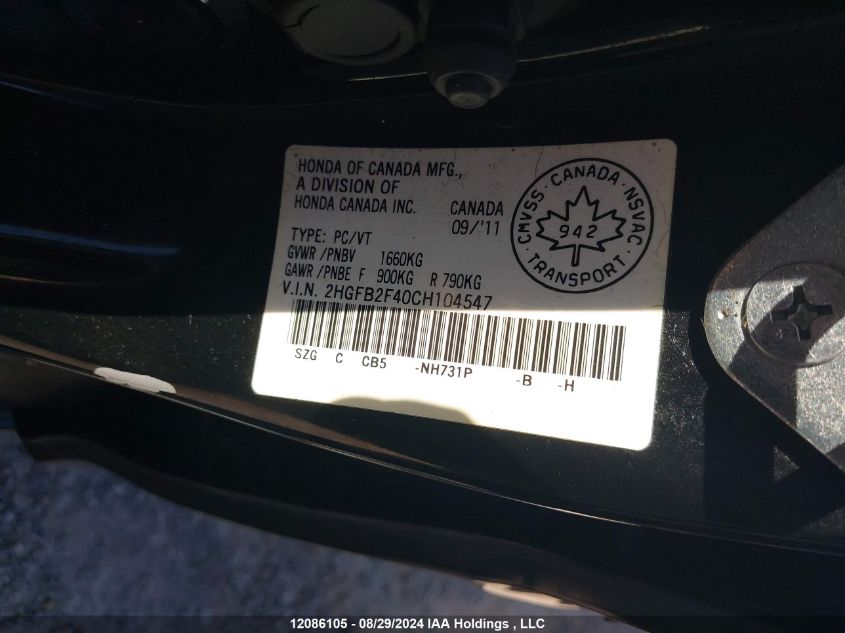 HONDA OF CANADA MFG.,
A DIVISION OF
HONDA CANADA INC. CANADA
09/'11
TYPE: PC/VT
GVWR /PNBV 1660KG
GAWR /PNBE F 900KG R 790KG
V.I.N. 2HGFB2F40CH104547
SZG C CB5 -NH731P -B -H
CMVSS · CANADA · NSVAC
942
TRANSPORT
12086105 - 08/29/2024 IAA Holdings , LLC